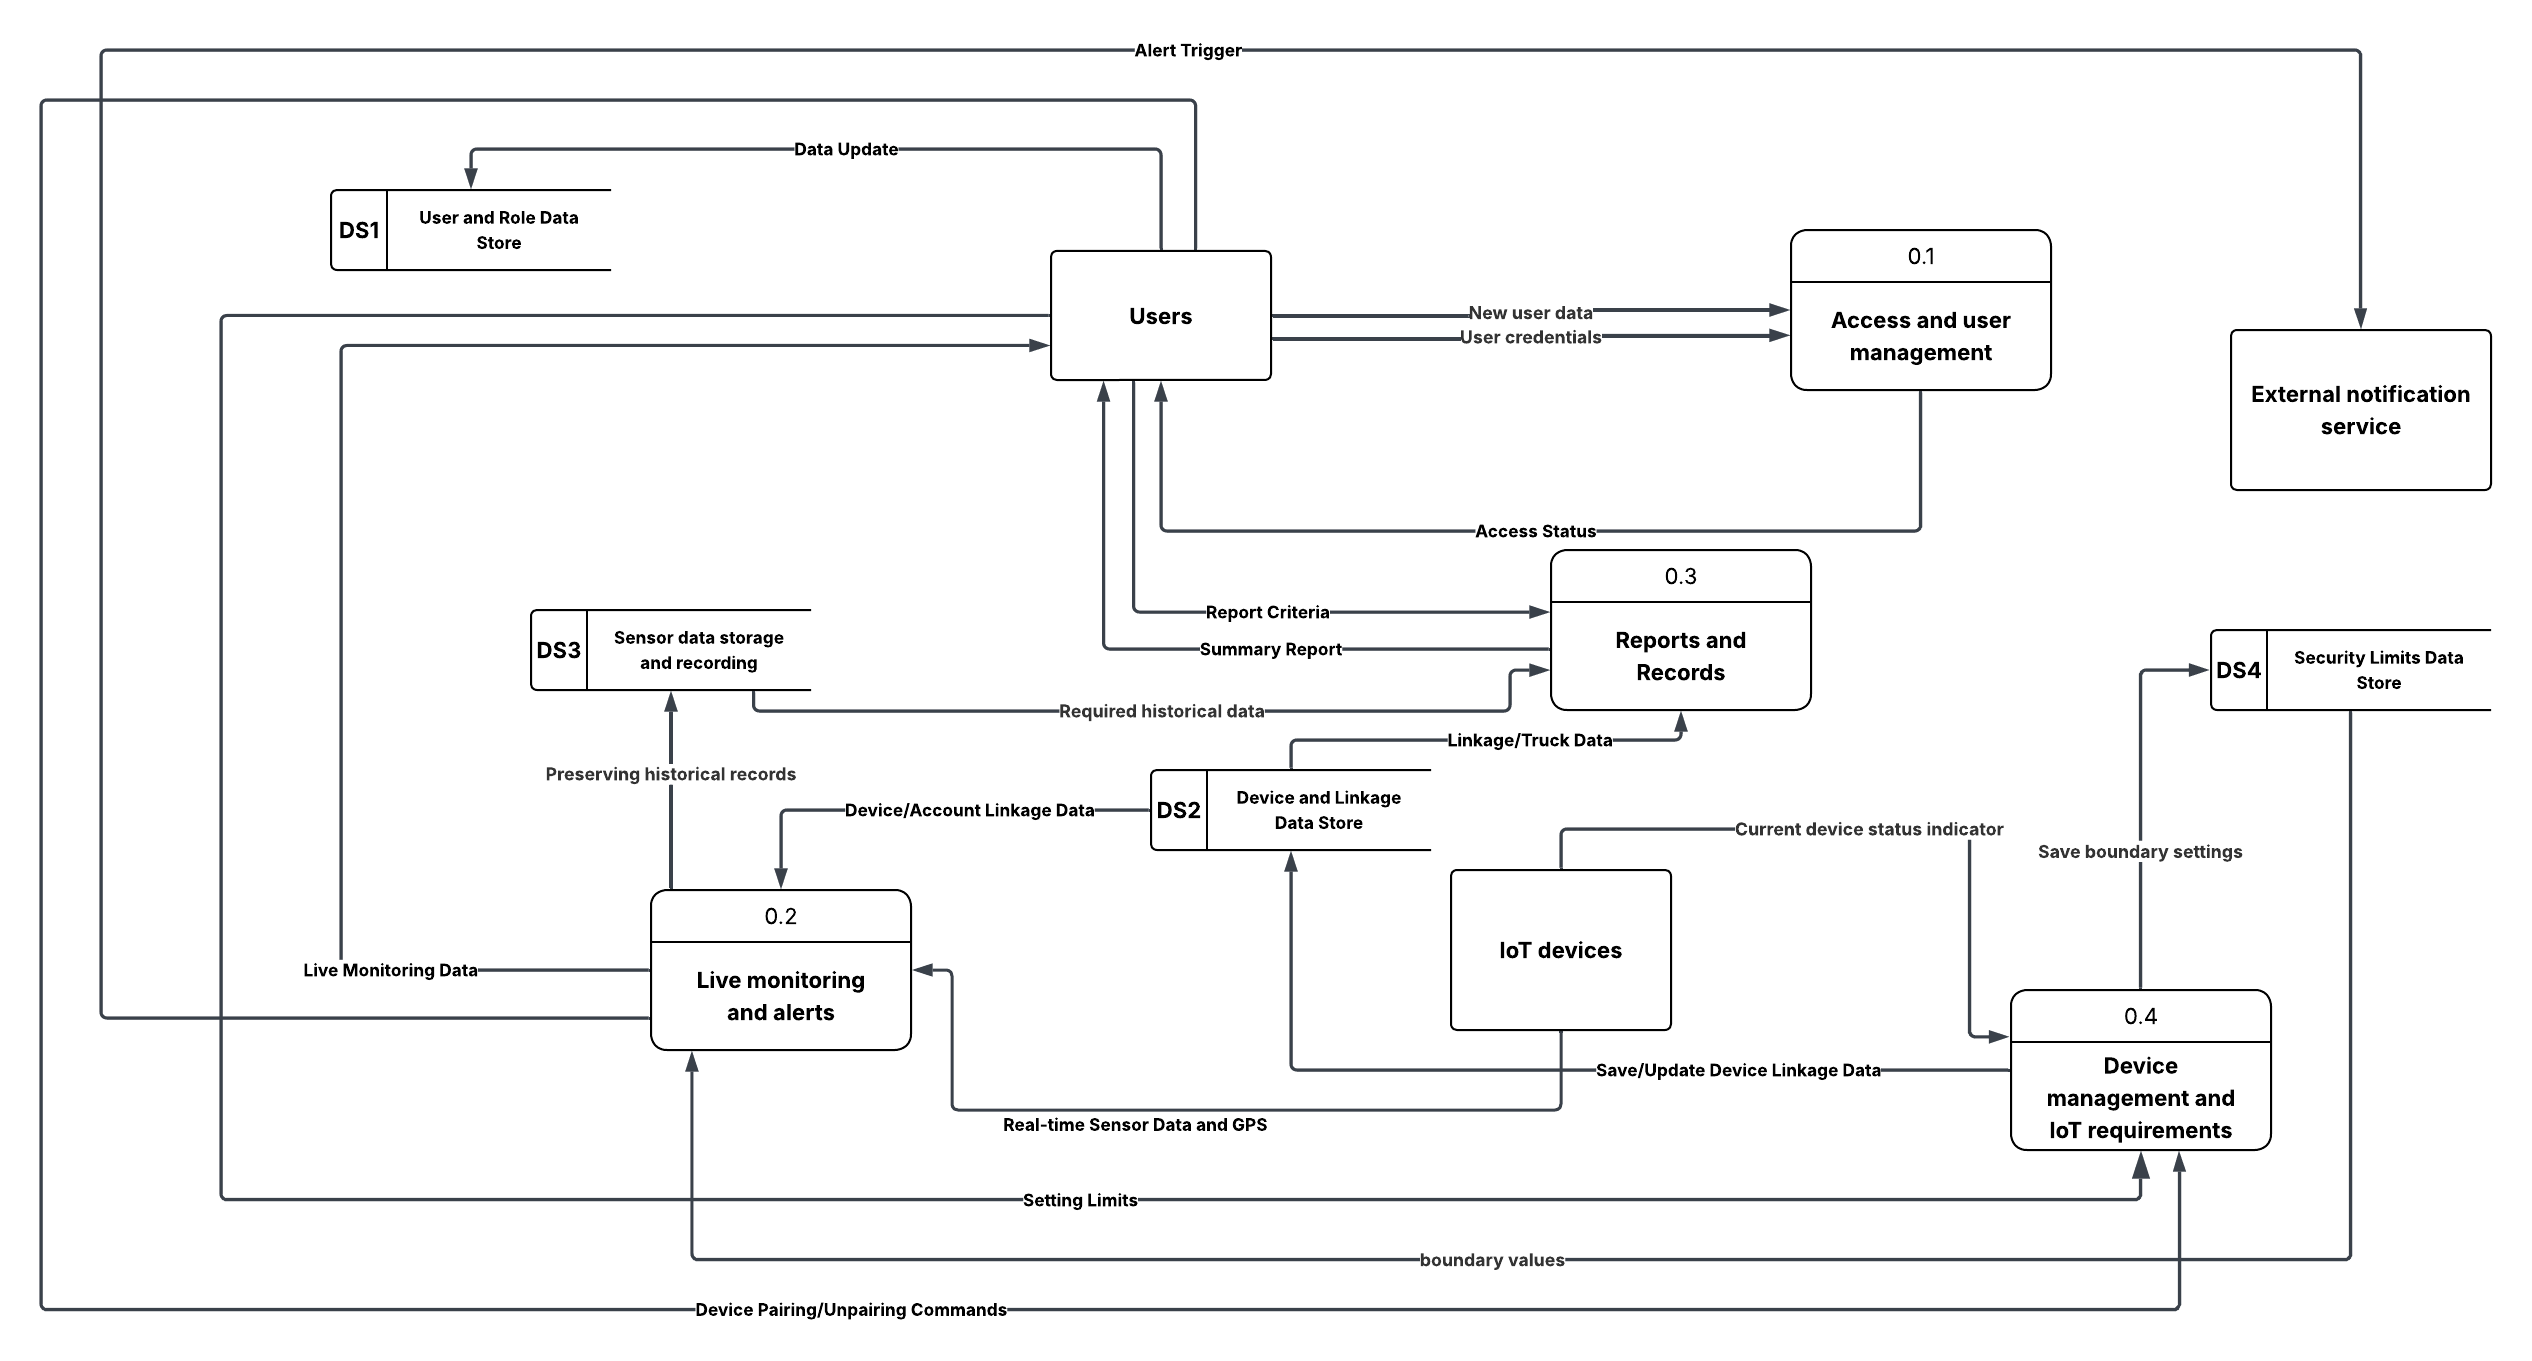 Alert Trigger
Data Update
DS1
User and Role Data
Store
Users
New user data
User credentials
0.1
Access and user
management
External notification
service
Access Status
0.3
Reports and
Records
Report Criteria
Summary Report
DS3
Sensor data storage
and recording
DS4
Security Limits Data
Store
Required historical data
Linkage/Truck Data
Preserving historical records
DS2
Device and Linkage
Data Store
Device/Account Linkage Data
Current device status indicator
Save boundary settings
0.2
Live monitoring
and alerts
IoT devices
Live Monitoring Data
0.4
Device
management and
IoT requirements
Save/Update Device Linkage Data
Real-time Sensor Data and GPS
Setting Limits
boundary values
Device Pairing/Unpairing Commands